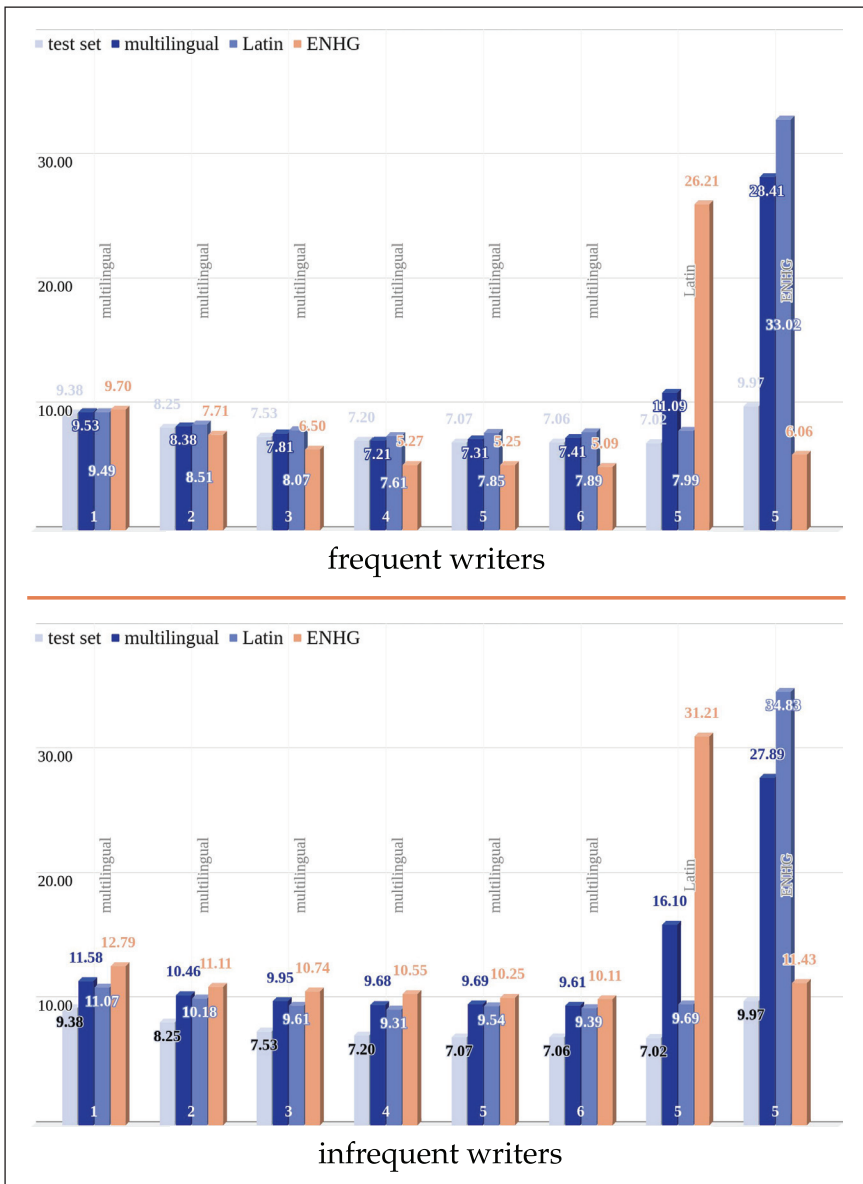 test set multilingual Latin ENHG
30.00
20.00
10.00
multilingual
multilingual
multilingual
multilingual
multilingual
multilingual
Latin
ENHG
9.38 9.53 9.49 9.70
8.25 8.38 8.51 7.71
7.53 7.81 8.07 6.50
7.20 7.21 7.61 5.27
7.07 7.31 7.85 5.25
7.06 7.41 7.89 5.09
7.02 11.09 7.99 26.21
9.97 28.41 33.02 6.06
1 2 3 4 5 6 5 5
frequent writers
test set multilingual Latin ENHG
30.00
20.00
10.00
multilingual
multilingual
multilingual
multilingual
multilingual
multilingual
Latin
ENHG
9.38 11.58 11.07 12.79
8.25 10.46 10.18 11.11
7.53 9.95 9.61 10.74
7.20 9.68 9.31 10.55
7.07 9.69 9.54 10.25
7.06 9.61 9.39 10.11
7.02 16.10 9.69 31.21
9.97 27.89 34.83 11.43
1 2 3 4 5 6 5 5
infrequent writers